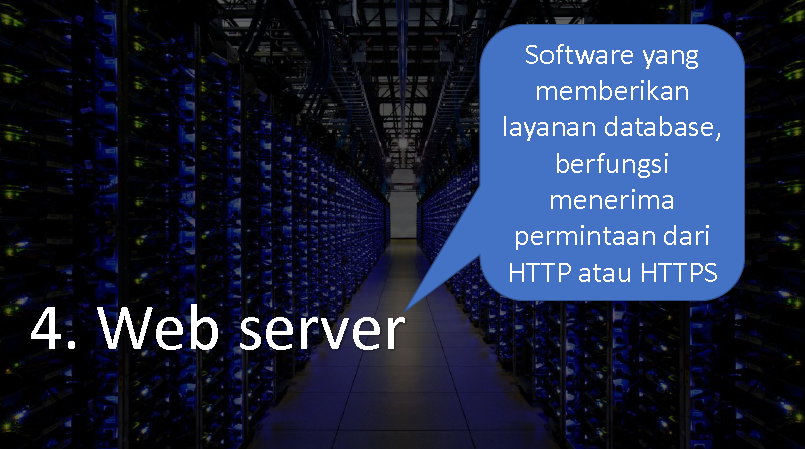 Software yang
memberikan
layanan database,
berfungsi
menerima
permintaan dari
HTTP atau HTTPS
4. Web server